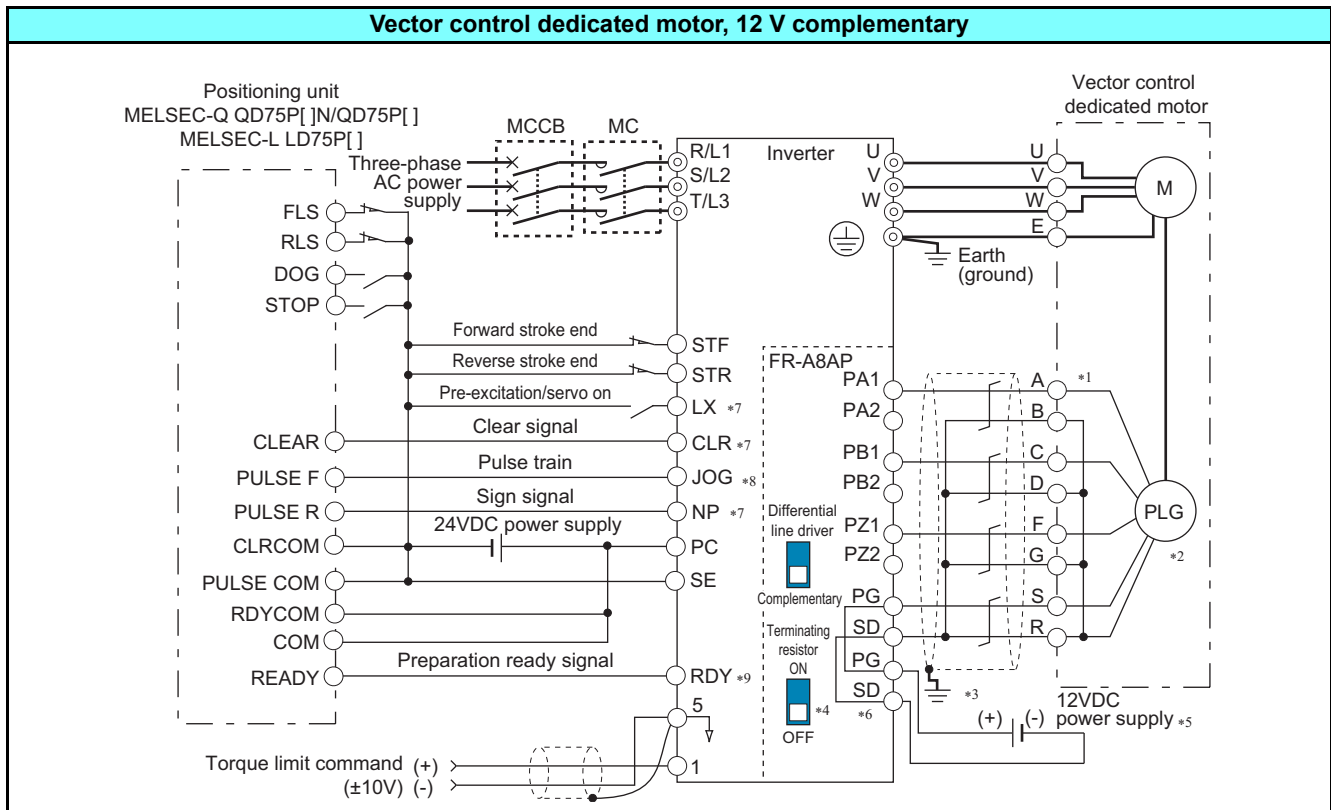 Vector control dedicated motor, 12 V complementary
Positioning unit
MELSEC-Q QD75P[ ]N/QD75P[ ]
MELSEC-L LD75P[ ]
MCCB
MC
Three-phase
AC power
supply
R/L1
S/L2
T/L3
Inverter
U
V
W
Earth
(ground)
Vector control
dedicated motor
U
V
W
E
M
FLS
RLS
DOG
STOP
Forward stroke end
STF
Reverse stroke end
STR
Pre-excitation/servo on
LX *7
CLEAR
Clear signal
CLR *7
PULSE F
Pulse train
JOG *8
PULSE R
Sign signal
NP *7
CLRCOM
24VDC power supply
PC
PULSE COM
SE
RDYCOM
COM
READY
Preparation ready signal
RDY *9
5
Torque limit command (+)
(±10V) (-)
1
FR-A8AP
PA1
PA2
PB1
PB2
Differential
line driver
PZ1
PZ2
Complementary
PG
SD
Terminating
resistor
ON
PG
SD
*4
*6
OFF
A *1
B
C
D
F
G
S
R
PLG
*2
*3
12VDC
power supply *5
(+) (-)